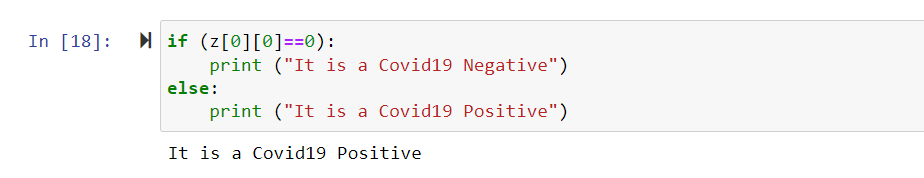 In [18]: if (z[0][0]==0):
    print ("It is a Covid19 Negative")
else:
    print ("It is a Covid19 Positive")
It is a Covid19 Positive